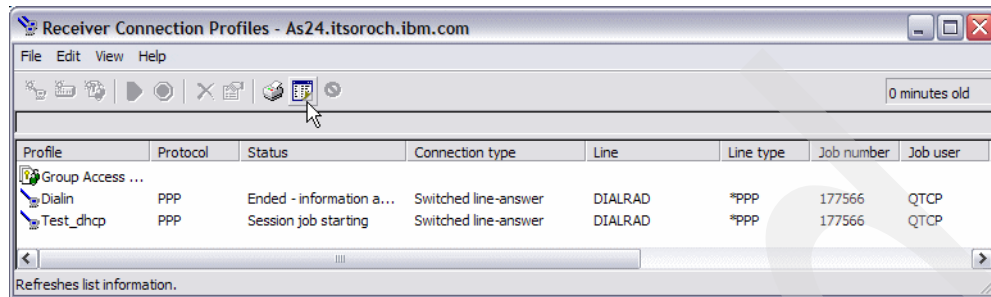 Receiver Connection Profiles - As24.itsoroch.ibm.com
File Edit View Help
0 minutes old
Profile Protocol Status Connection type Line Line type Job number Job user
Group Access ...
Dialin PPP Ended - information a... Switched line-answer DIALRAD *PPP 177566 QTCP
Test_dhcp PPP Session job starting Switched line-answer DIALRAD *PPP 177566 QTCP
Refreshes list information.